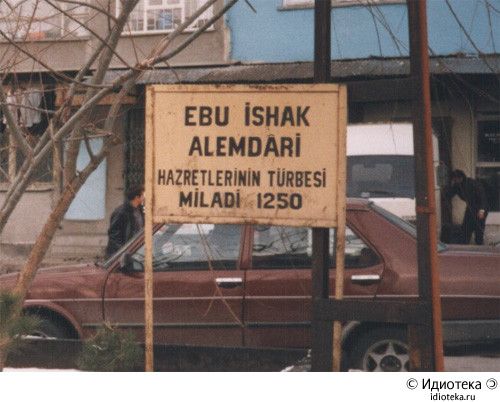 EBU İSHAK
ALEMDÂRİ
HAZRETLERİNİN TÜRBESİ
MİLADİ 1250
© Идиотека
idioteka.ru